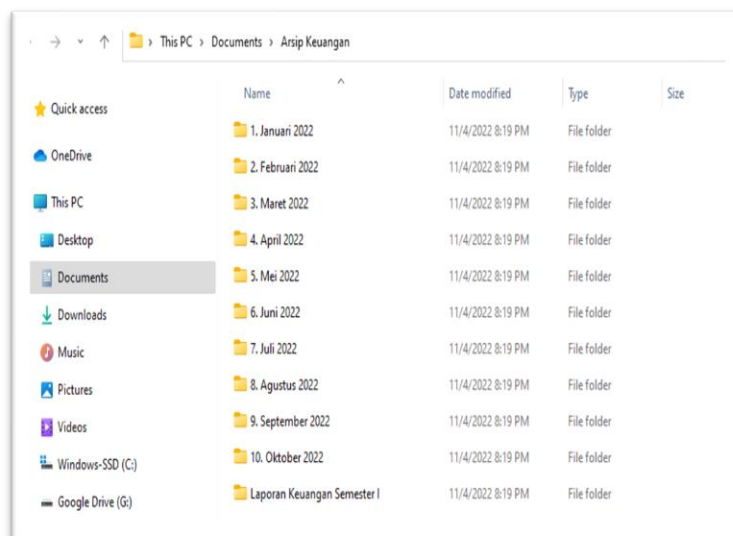 This PC > Documents > Arsip Keuangan
Name Date modified Type Size
Quick access
OneDrive
This PC
Desktop
Documents
Downloads
Music
Pictures
Videos
Windows-SSD (C:)
Google Drive (G:)
1. Januari 2022 11/4/2022 8:19 PM File folder
2. Februari 2022 11/4/2022 8:19 PM File folder
3. Maret 2022 11/4/2022 8:19 PM File folder
4. April 2022 11/4/2022 8:19 PM File folder
5. Mei 2022 11/4/2022 8:19 PM File folder
6. Juni 2022 11/4/2022 8:19 PM File folder
7. Juli 2022 11/4/2022 8:19 PM File folder
8. Agustus 2022 11/4/2022 8:19 PM File folder
9. September 2022 11/4/2022 8:19 PM File folder
10. Oktober 2022 11/4/2022 8:19 PM File folder
Laporan Keuangan Semester I 11/4/2022 8:19 PM File folder